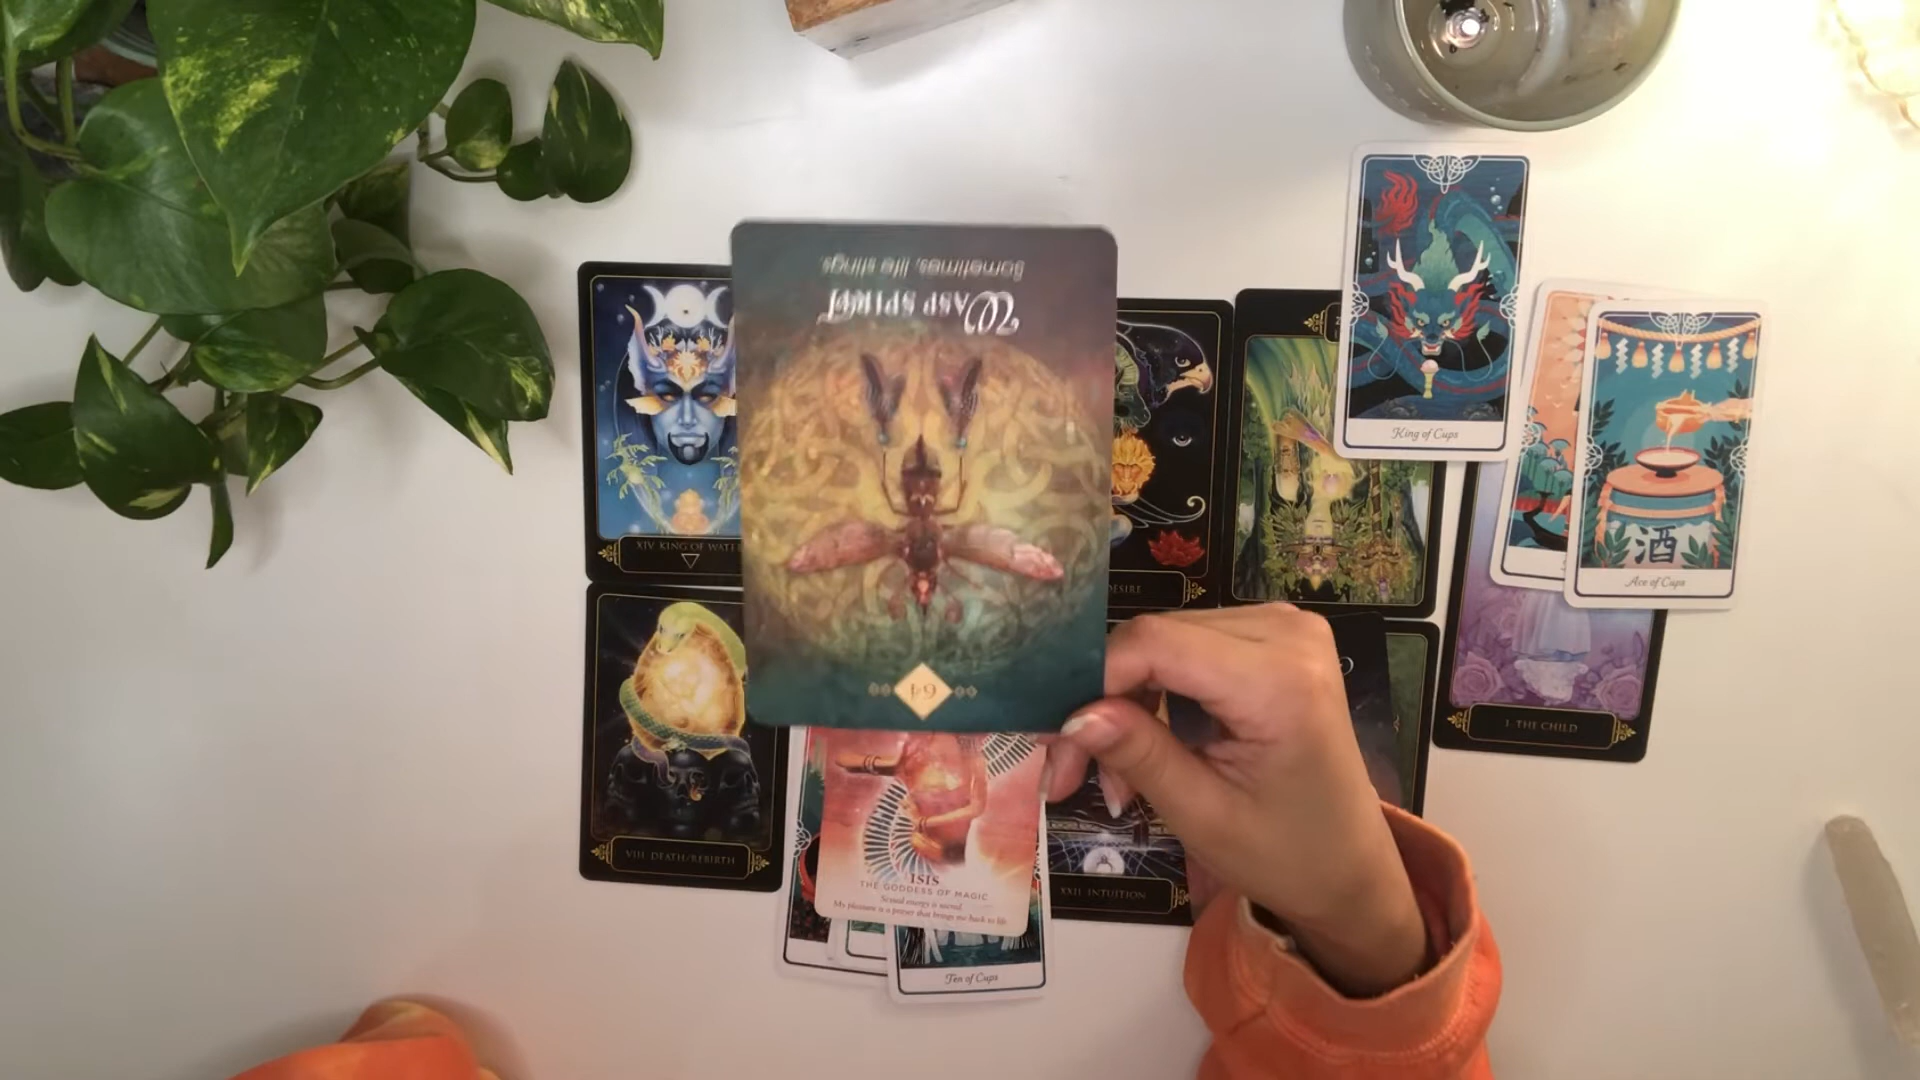 Sometimes, life stings.
WASP SPIRIT
64
King of Cups
XIV. KING OF WATER
DESIRE
酒
Ace of Cups
I. THE CHILD
VIII. DEATH/REBIRTH
ISIS
THE GODDESS OF MAGIC
Sexual energy is sacred.
My pleasure is a prayer that brings me back to life.
XXII. INTUITION
Ten of Cups